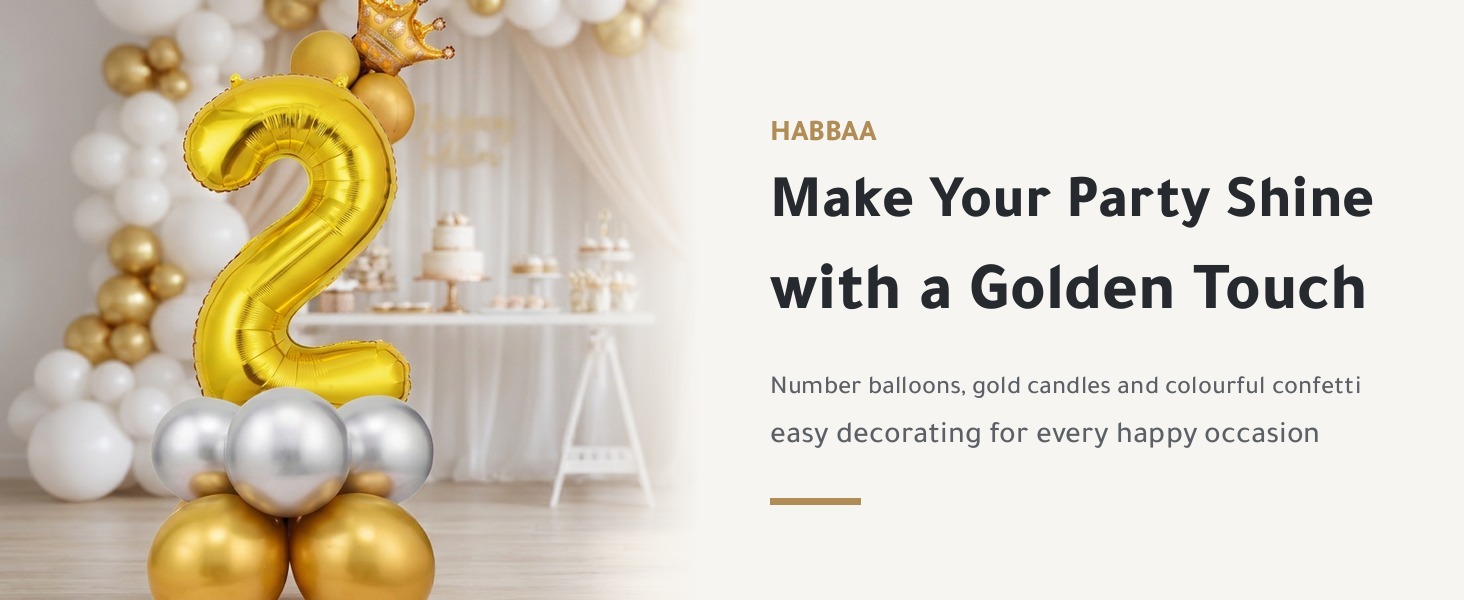 HABBAA
Make Your Party Shine
with a Golden Touch
Number balloons, gold candles and colourful confetti
easy decorating for every happy occasion